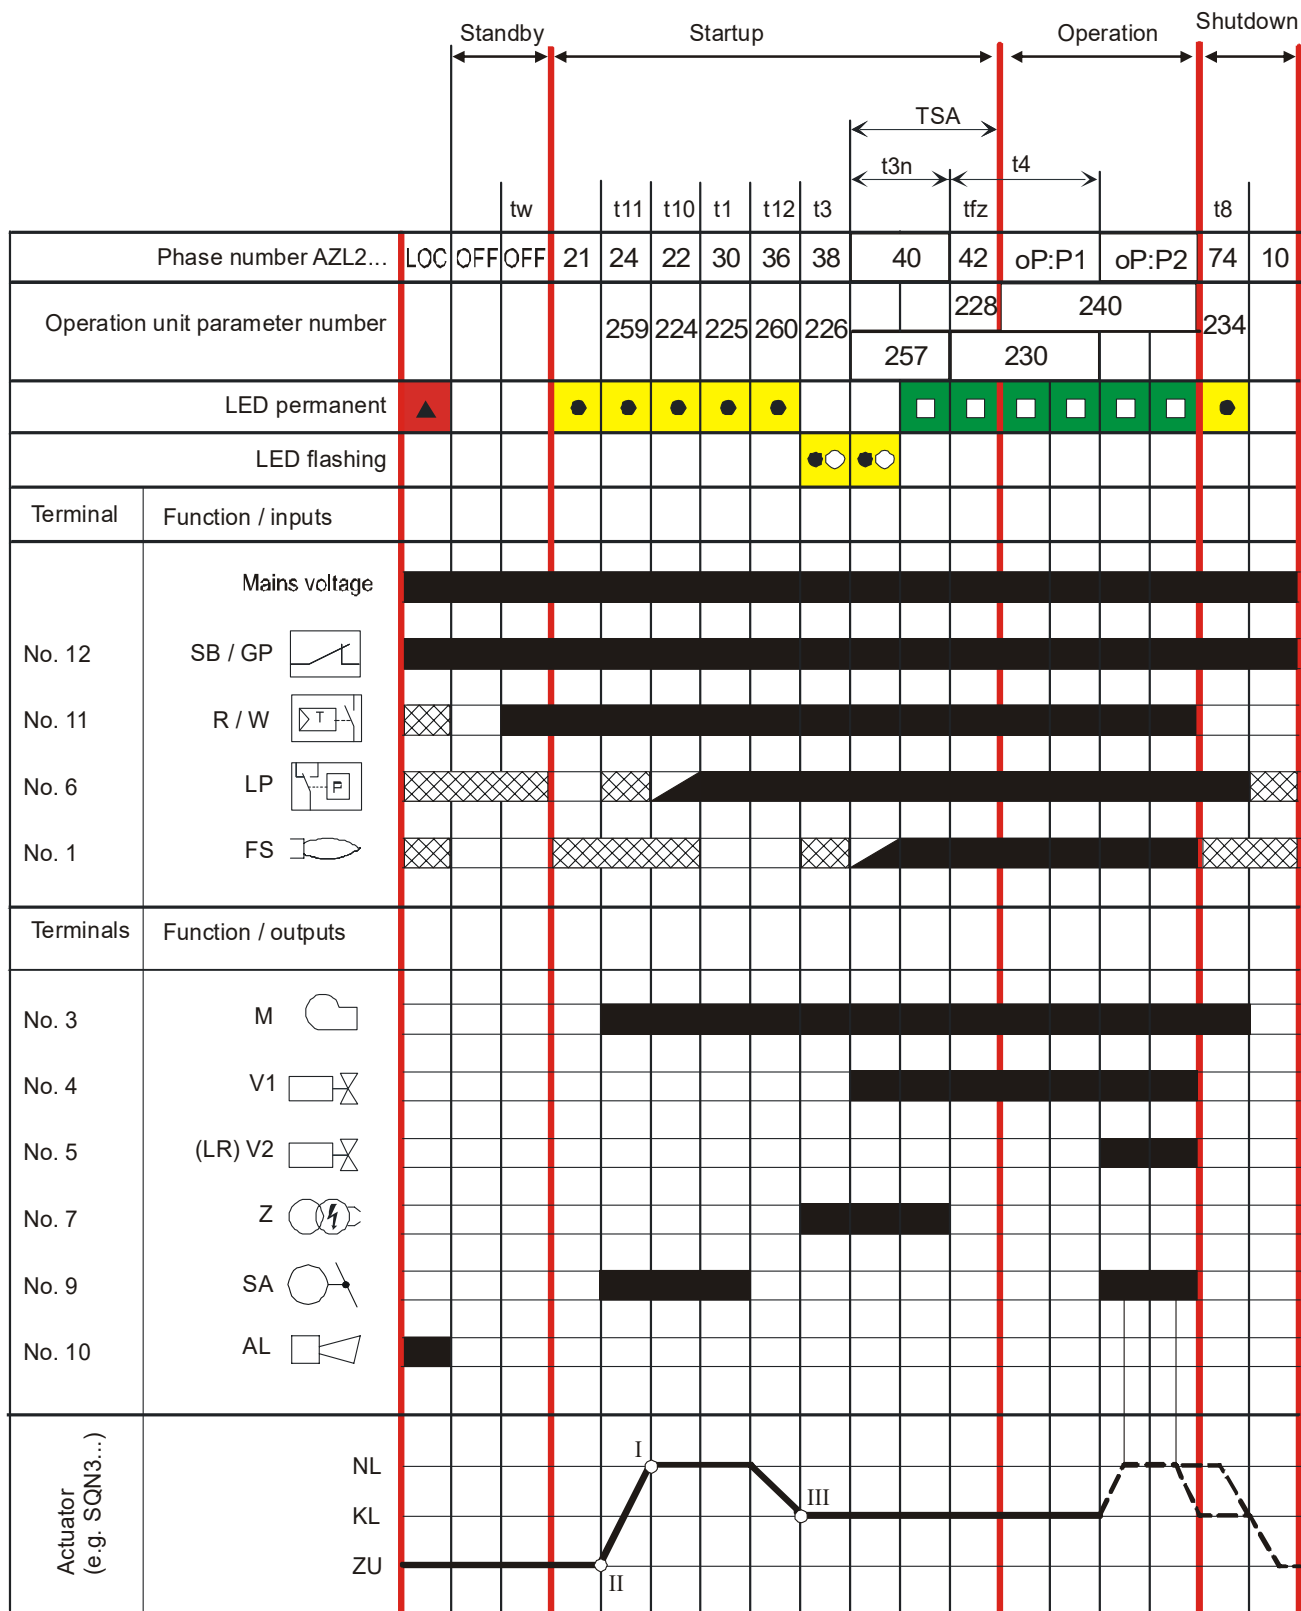 Standby Startup Operation Shutdown
TSA
t3n t4
tw t11 t10 t1 t12 t3 tfz t8
Phase number AZL2... LOC OFF OFF 21 24 22 30 36 38 40 42 oP:P1 oP:P2 74 10
228 240
Operation unit parameter number 259 224 225 260 226 234
257 230
LED permanent
LED flashing
Terminal Function / inputs
Mains voltage
No. 12 SB / GP
No. 11 R / W T
No. 6 LP P
No. 1 FS
Terminals Function / outputs
No. 3 M
No. 4 V1
No. 5 (LR) V2
No. 7 Z
No. 9 SA
No. 10 AL
Actuator
(e.g. SQN3...)
NL I
KL III
ZU II